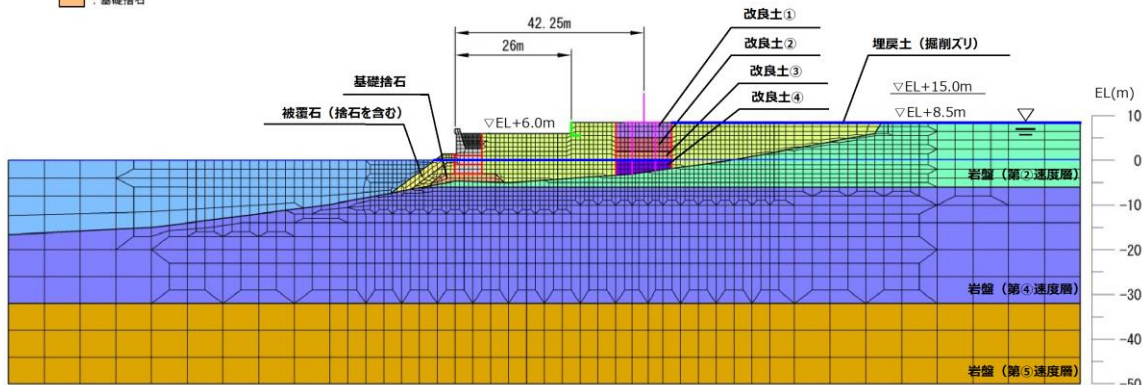 ：基礎捨石
42.25m
26m
改良土①
改良土②
改良土③
改良土④
埋戻土（掘削ズリ）
基礎捨石
被覆石（捨石を含む）
▽EL+6.0m
▽EL+15.0m
▽EL+8.5m
EL(m)
10
0
-10
-20
-30
-40
-50
岩盤（第②速度層）
岩盤（第④速度層）
岩盤（第⑤速度層）